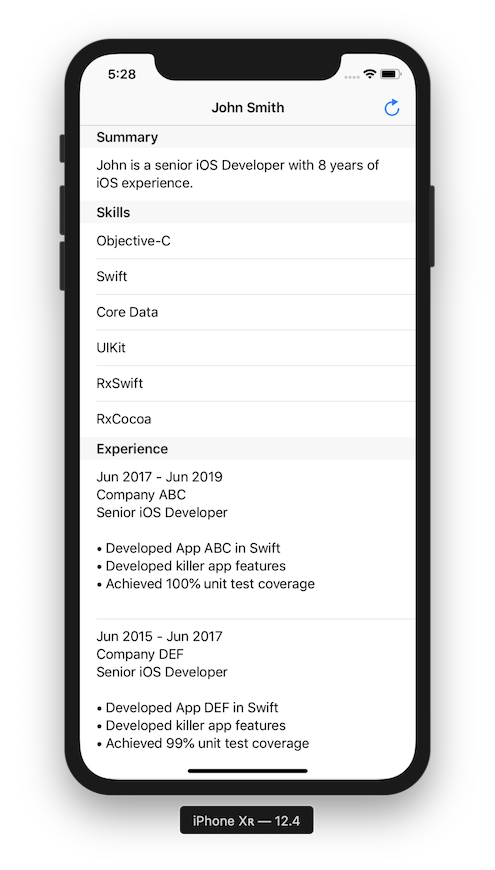 5:28
John Smith
Summary
John is a senior iOS Developer with 8 years of
iOS experience.
Skills
Objective-C
Swift
Core Data
UIKit
RxSwift
RxCocoa
Experience
Jun 2017 - Jun 2019
Company ABC
Senior iOS Developer
• Developed App ABC in Swift
• Developed killer app features
• Achieved 100% unit test coverage
Jun 2015 - Jun 2017
Company DEF
Senior iOS Developer
• Developed App DEF in Swift
• Developed killer app features
• Achieved 99% unit test coverage
iPhone Xʀ — 12.4